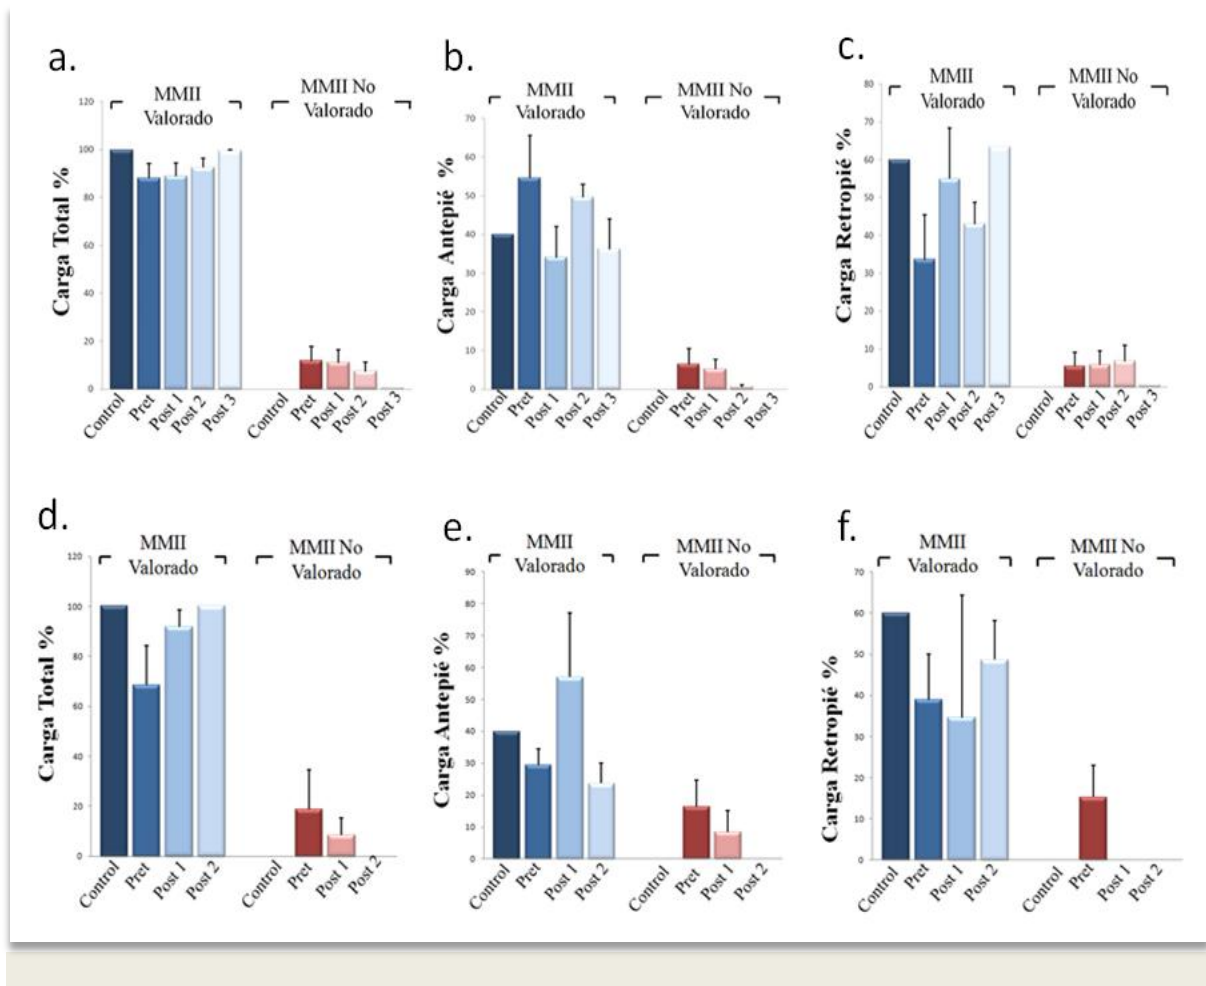 a.
MMII
Valorado
MMII No
Valorado
Carga Total %
120
100
80
60
40
20
0
Control
Pret
Post 1
Post 2
Post 3
Control
Pret
Post 1
Post 2
Post 3
b.
MMII
Valorado
MMII No
Valorado
Carga Antepié %
70
60
50
40
30
20
10
0
Control
Pret
Post 1
Post 2
Post 3
Control
Pret
Post 1
Post 2
Post 3
c.
MMII
Valorado
MMII No
Valorado
Carga Retropié %
80
70
60
50
40
30
20
10
0
Control
Pret
Post 1
Post 2
Post 3
Control
Pret
Post 1
Post 2
Post 3
d.
MMII
Valorado
MMII No
Valorado
Carga Total %
120
100
80
60
40
20
0
Control
Pret
Post 1
Post 2
Control
Pret
Post 1
Post 2
e.
MMII
Valorado
MMII No
Valorado
Carga Antepié %
90
80
70
60
50
40
30
20
10
0
Control
Pret
Post 1
Post 2
Control
Pret
Post 1
Post 2
f.
MMII
Valorado
MMII No
Valorado
Carga Retropié %
70
60
50
40
30
20
10
0
Control
Pret
Post 1
Post 2
Control
Pret
Post 1
Post 2